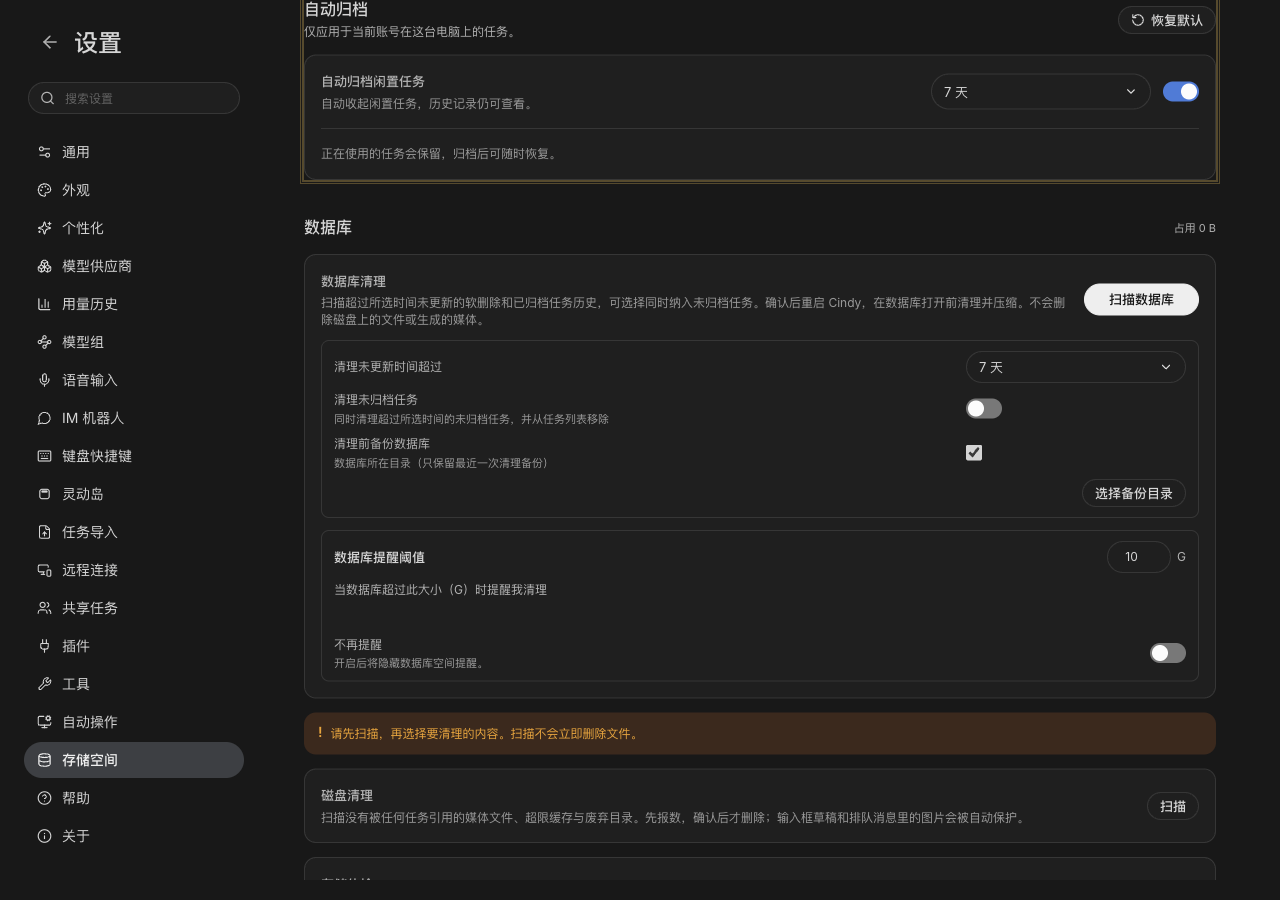 设置
搜索设置
通用
外观
个性化
模型供应商
用量历史
模型组
语音输入
IM 机器人
键盘快捷键
灵动岛
任务导入
远程连接
共享任务
插件
工具
自动操作
存储空间
帮助
关于
自动归档
仅应用于当前账号在这台电脑上的任务。
恢复默认
自动归档闲置任务
自动收起闲置任务，历史记录仍可查看。
7 天
正在使用的任务会保留，归档后可随时恢复。
数据库
占用 0 B
数据库清理
扫描超过所选时间未更新的软删除和已归档任务历史，可选择同时纳入未归档任务。确认后重启 Cindy，在数据库打开前清理并压缩。不会删
除磁盘上的文件或生成的媒体。
扫描数据库
清理未更新时间超过
7 天
清理未归档任务
同时清理超过所选时间的未归档任务，并从任务列表移除
清理前备份数据库
数据库所在目录（只保留最近一次清理备份）
选择备份目录
数据库提醒阈值
10
G
当数据库超过此大小（G）时提醒我清理
不再提醒
开启后将隐藏数据库空间提醒。
! 请先扫描，再选择要清理的内容。扫描不会立即删除文件。
磁盘清理
扫描没有被任何任务引用的媒体文件、超限缓存与废弃目录。先报数，确认后才删除；输入框草稿和排队消息里的图片会被自动保护。
扫描